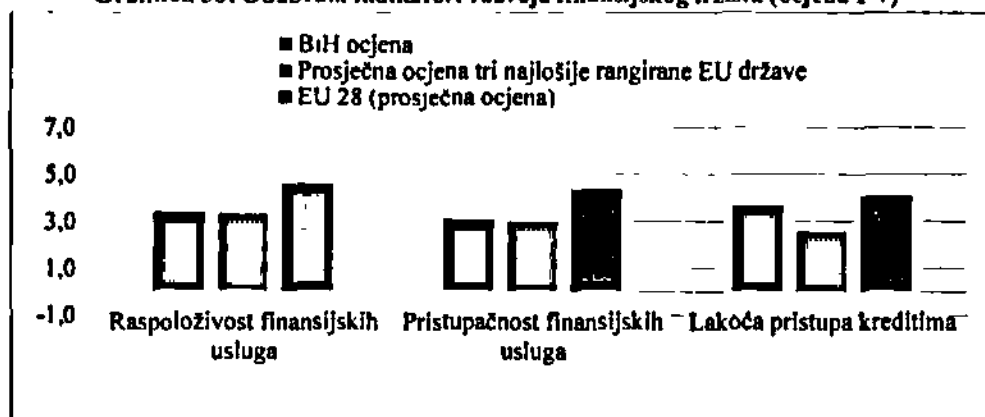 ■ BiH ocjena
■ Prosječna ocjena tri najlošije rangirane EU države
■ EU 28 (prosječna ocjena)
7,0
5,0
3,0
1,0
-1,0
Raspoloživost finansijskih usluga
Pristupačnost finansijskih usluga
Lakoća pristupa kreditima